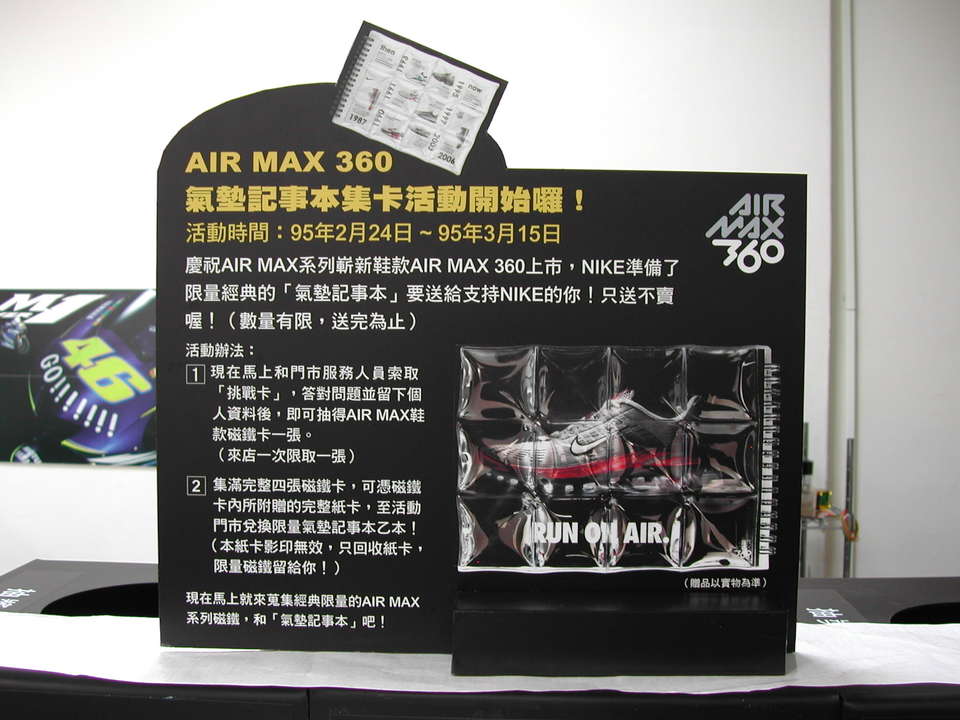 then
1993
now
1991
1995
1990
1997
1987
2003
2006
AIR MAX 360
氣墊記事本集卡活動開始囉！
活動時間：95年2月24日 ~ 95年3月15日
AIR
MAX
360
慶祝AIR MAX系列嶄新鞋款AIR MAX 360上市，NIKE準備了
限量經典的「氣墊記事本」要送給支持NIKE的你！只送不賣
喔！（數量有限，送完為止）
活動辦法：
1 現在馬上和門市服務人員索取
「挑戰卡」，答對問題並留下個
人資料後，即可抽得AIR MAX鞋
款磁鐵卡一張。
（來店一次限取一張）
2 集滿完整四張磁鐵卡，可憑磁鐵
卡內所附贈的完整紙卡，至活動
門市兌換限量氣墊記事本乙本！
（本紙卡影印無效，只回收紙卡，
限量磁鐵留給你！）
現在馬上就來蒐集經典限量的AIR MAX
系列磁鐵，和「氣墊記事本」吧！
RUN ON AIR.
（贈品以實物為準）
M1
46
GO!!!!!